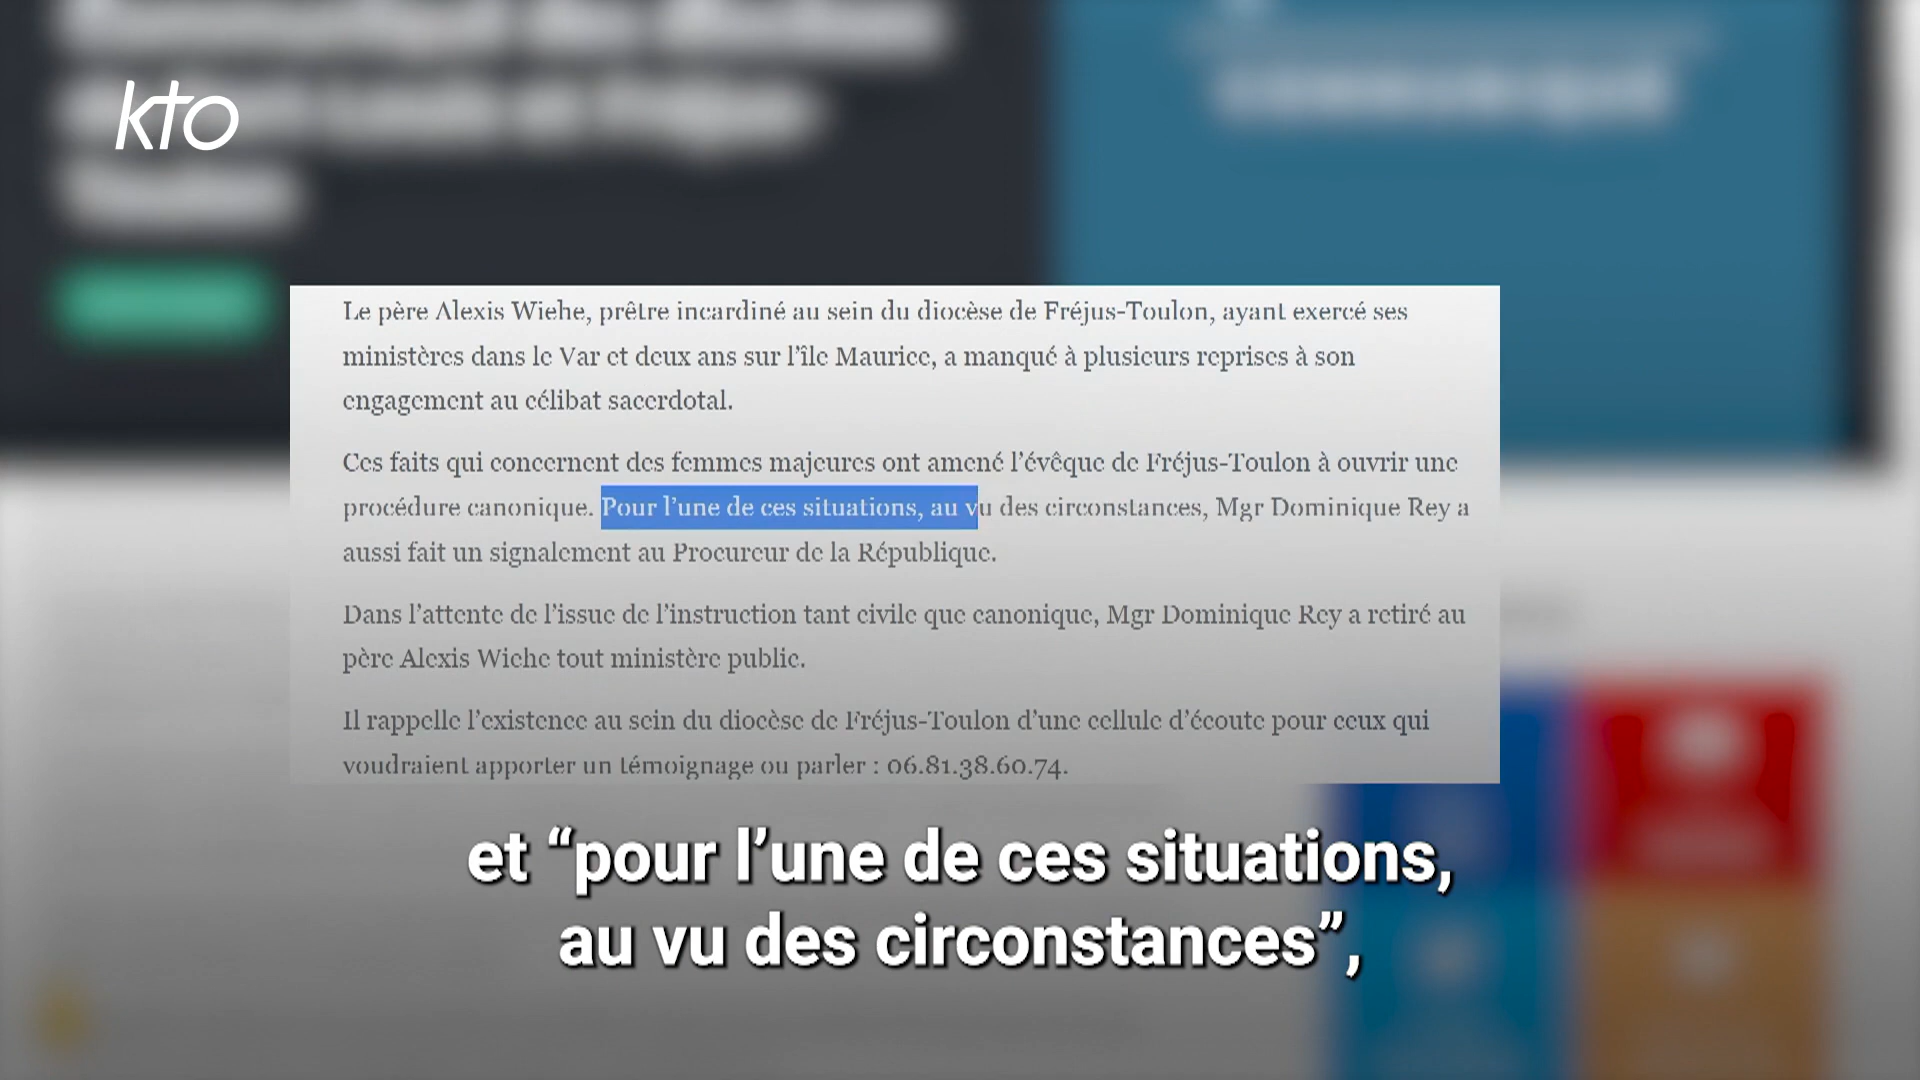 kto
Le père Alexis Wiehe, prêtre incardiné au sein du diocèse de Fréjus-Toulon, ayant exercé ses
ministères dans le Var et deux ans sur l’île Maurice, a manqué à plusieurs reprises à son
engagement au célibat sacerdotal.
Ces faits qui concernent des femmes majeures ont amené l’évêque de Fréjus-Toulon à ouvrir une
procédure canonique. Pour l’une de ces situations, au vu des circonstances, Mgr Dominique Rey a
aussi fait un signalement au Procureur de la République.
Dans l’attente de l’issue de l’instruction tant civile que canonique, Mgr Dominique Rey a retiré au
père Alexis Wiehe tout ministère public.
Il rappelle l’existence au sein du diocèse de Fréjus-Toulon d’une cellule d’écoute pour ceux qui
voudraient apporter un témoignage ou parler : 06.81.38.60.74.
et “pour l’une de ces situations,
au vu des circonstances”,